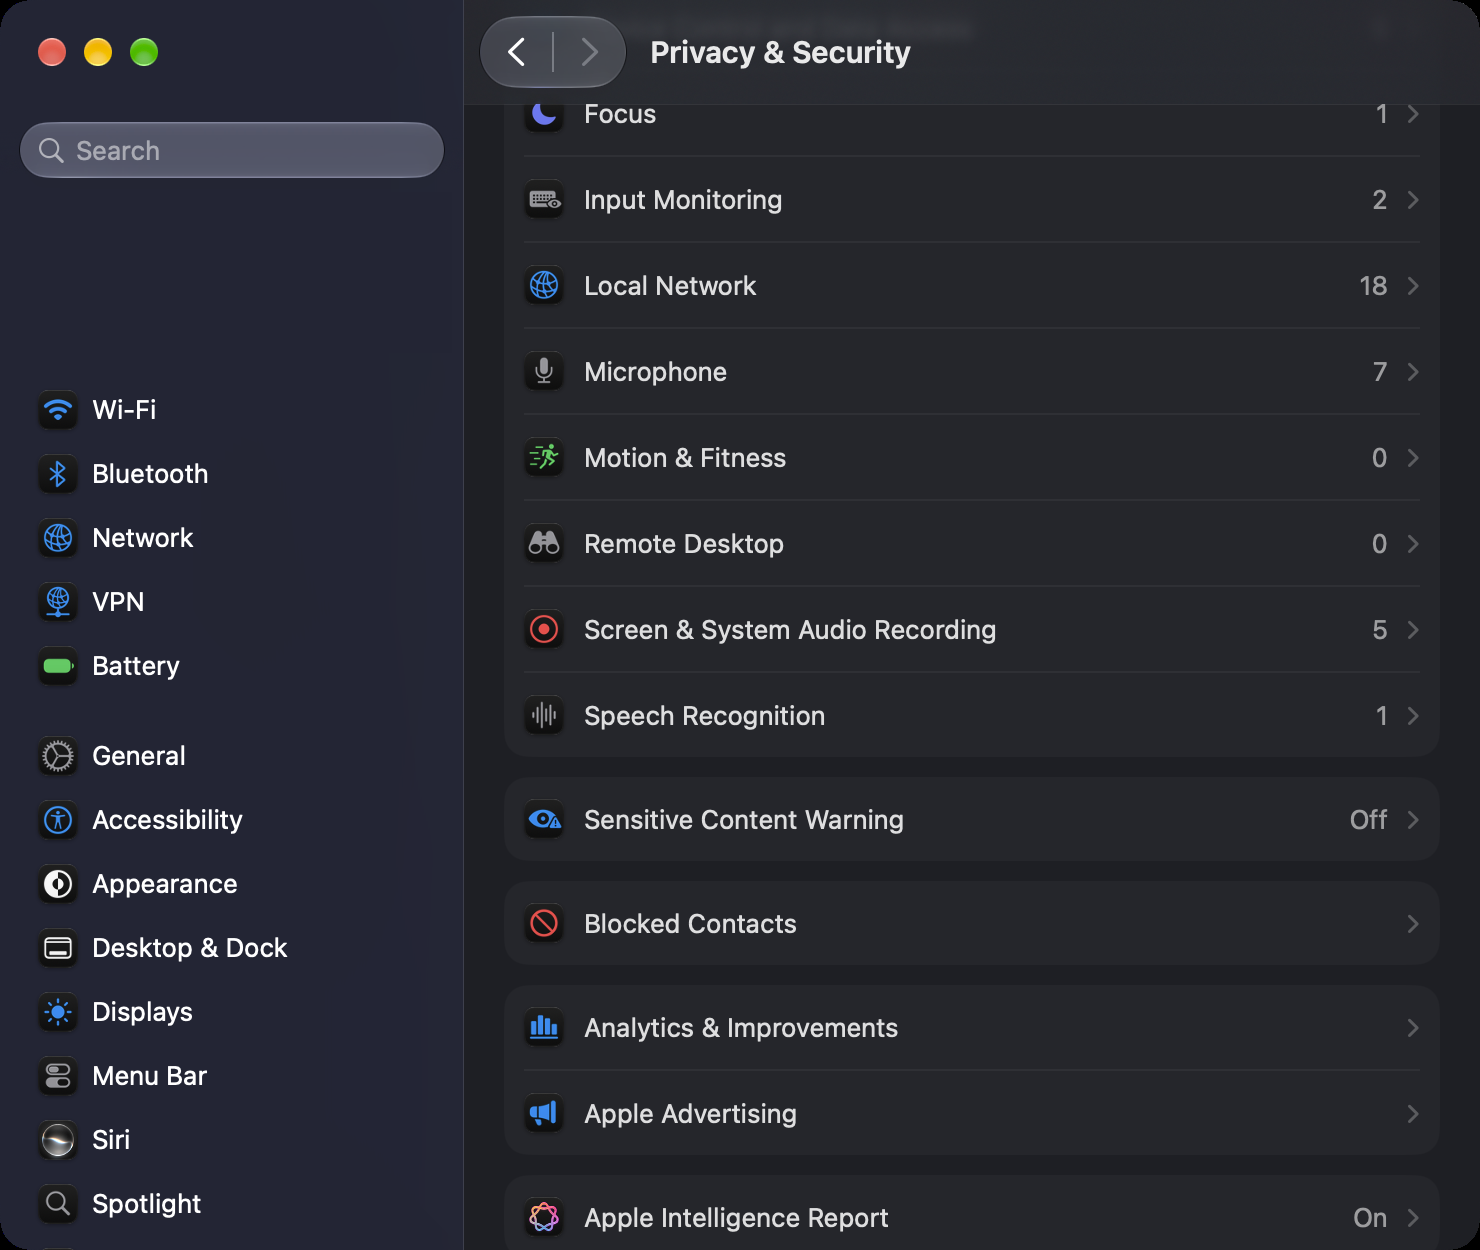 Search
Wi-Fi
Bluetooth
Network
VPN
Battery
General
Accessibility
Appearance
Desktop & Dock
Displays
Menu Bar
Siri
Spotlight
Privacy & Security
Focus 1
Input Monitoring 2
Local Network 18
Microphone 7
Motion & Fitness 0
Remote Desktop 0
Screen & System Audio Recording 5
Speech Recognition 1
Sensitive Content Warning Off
Blocked Contacts
Analytics & Improvements
Apple Advertising
Apple Intelligence Report On